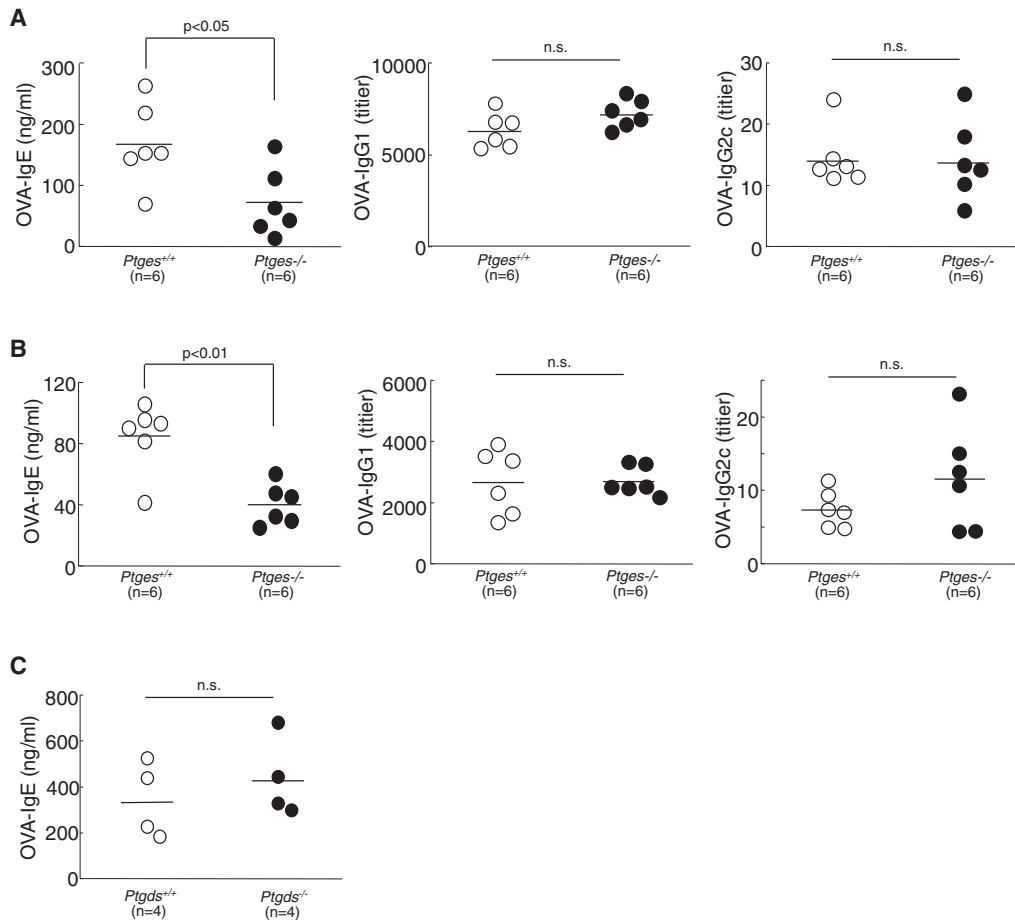 A
p<0.05
OVA-IgE (ng/ml)
300
200
100
0
Ptges+/+
(n=6)
Ptges-/-
(n=6)
n.s.
OVA-IgG1 (titier)
10000
5000
0
Ptges+/+
(n=6)
Ptges-/-
(n=6)
n.s.
OVA-IgG2c (titier)
30
20
10
0
Ptges+/+
(n=6)
Ptges-/-
(n=6)
B
p<0.01
OVA-IgE (ng/ml)
120
80
40
0
Ptges+/+
(n=6)
Ptges-/-
(n=6)
n.s.
OVA-IgG1 (titier)
6000
4000
2000
0
Ptges+/+
(n=6)
Ptges-/-
(n=6)
n.s.
OVA-IgG2c (titier)
20
10
0
Ptges+/+
(n=6)
Ptges-/-
(n=6)
C
n.s.
OVA-IgE (ng/ml)
800
600
400
200
0
Ptgds+/+
(n=4)
Ptgds-/-
(n=4)